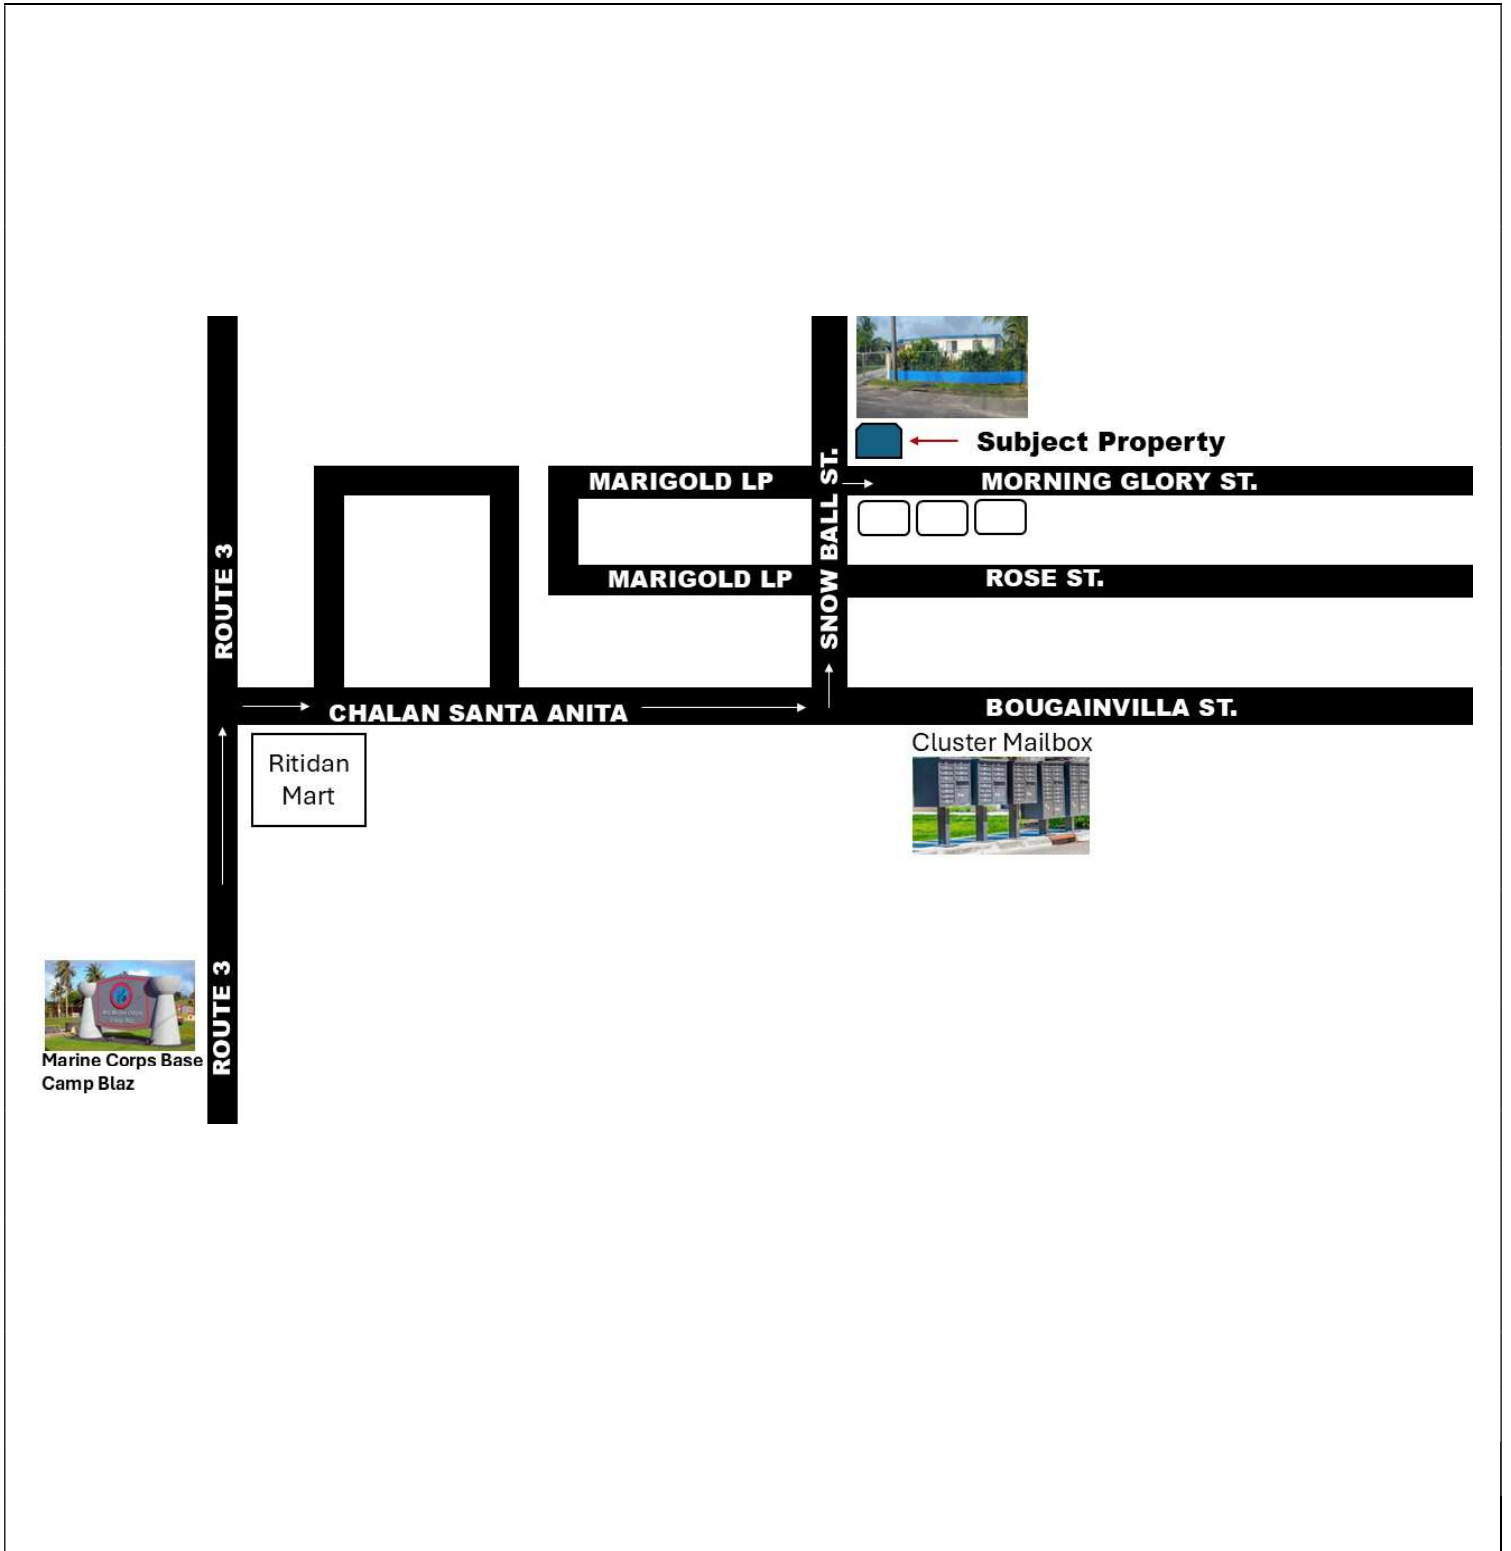 Subject Property
MARIGOLD LP
MORNING GLORY ST.
SNOW BALL ST.
ROUTE 3
MARIGOLD LP
ROSE ST.
CHALAN SANTA ANITA
BOUGAINVILLA ST.
Ritidan
Mart
Cluster Mailbox
ROUTE 3
Marine Corps Base
Camp Blaz